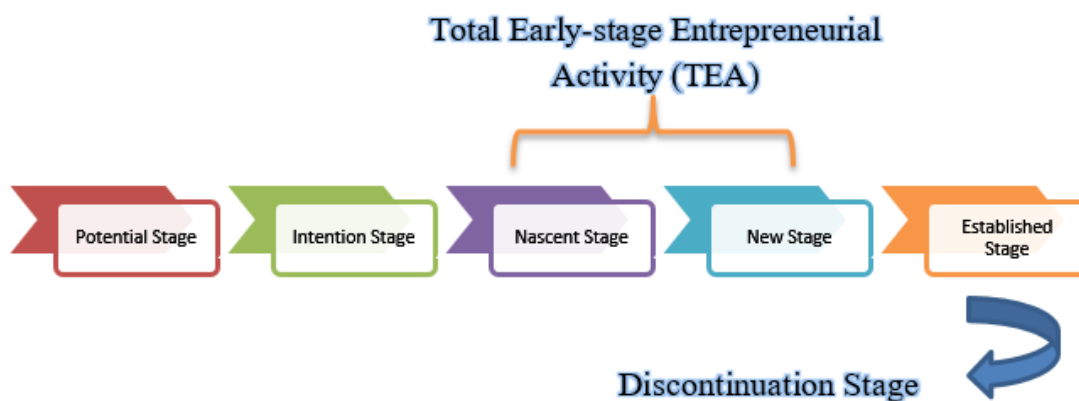 Total Early-stage Entrepreneurial
Activity (TEA)
Potential Stage
Intention Stage
Nascent Stage
New Stage
Established
Stage
Discontinuation Stage